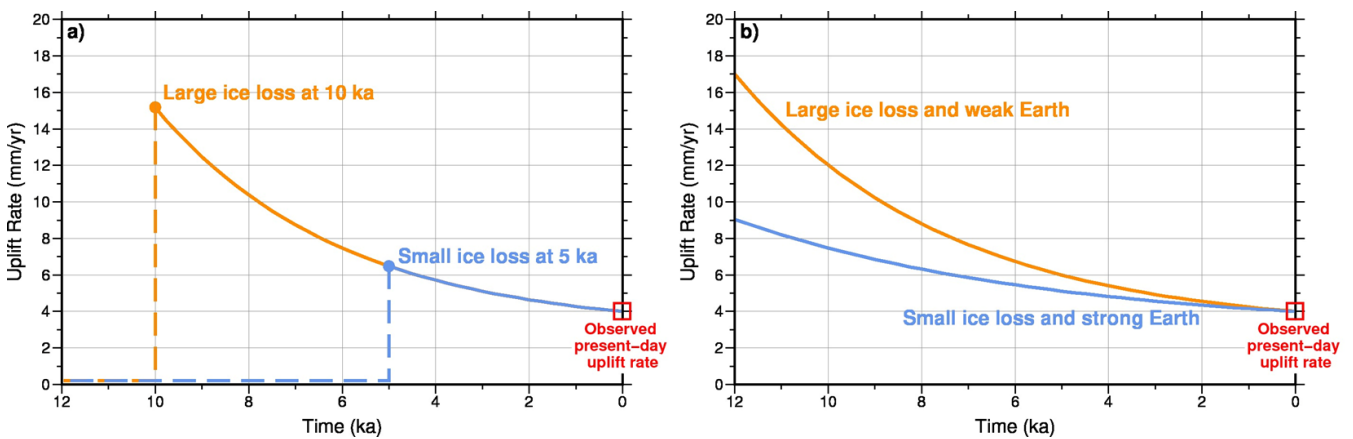 a)
Uplift Rate (mm/yr)
20
18
16
14
12
10
8
6
4
2
0
Large ice loss at 10 ka
Small ice loss at 5 ka
Observed
present-day
uplift rate
12 10 8 6 4 2 0
Time (ka)
b)
Uplift Rate (mm/yr)
20
18
16
14
12
10
8
6
4
2
0
Large ice loss and weak Earth
Small ice loss and strong Earth
Observed
present-day
uplift rate
12 10 8 6 4 2 0
Time (ka)